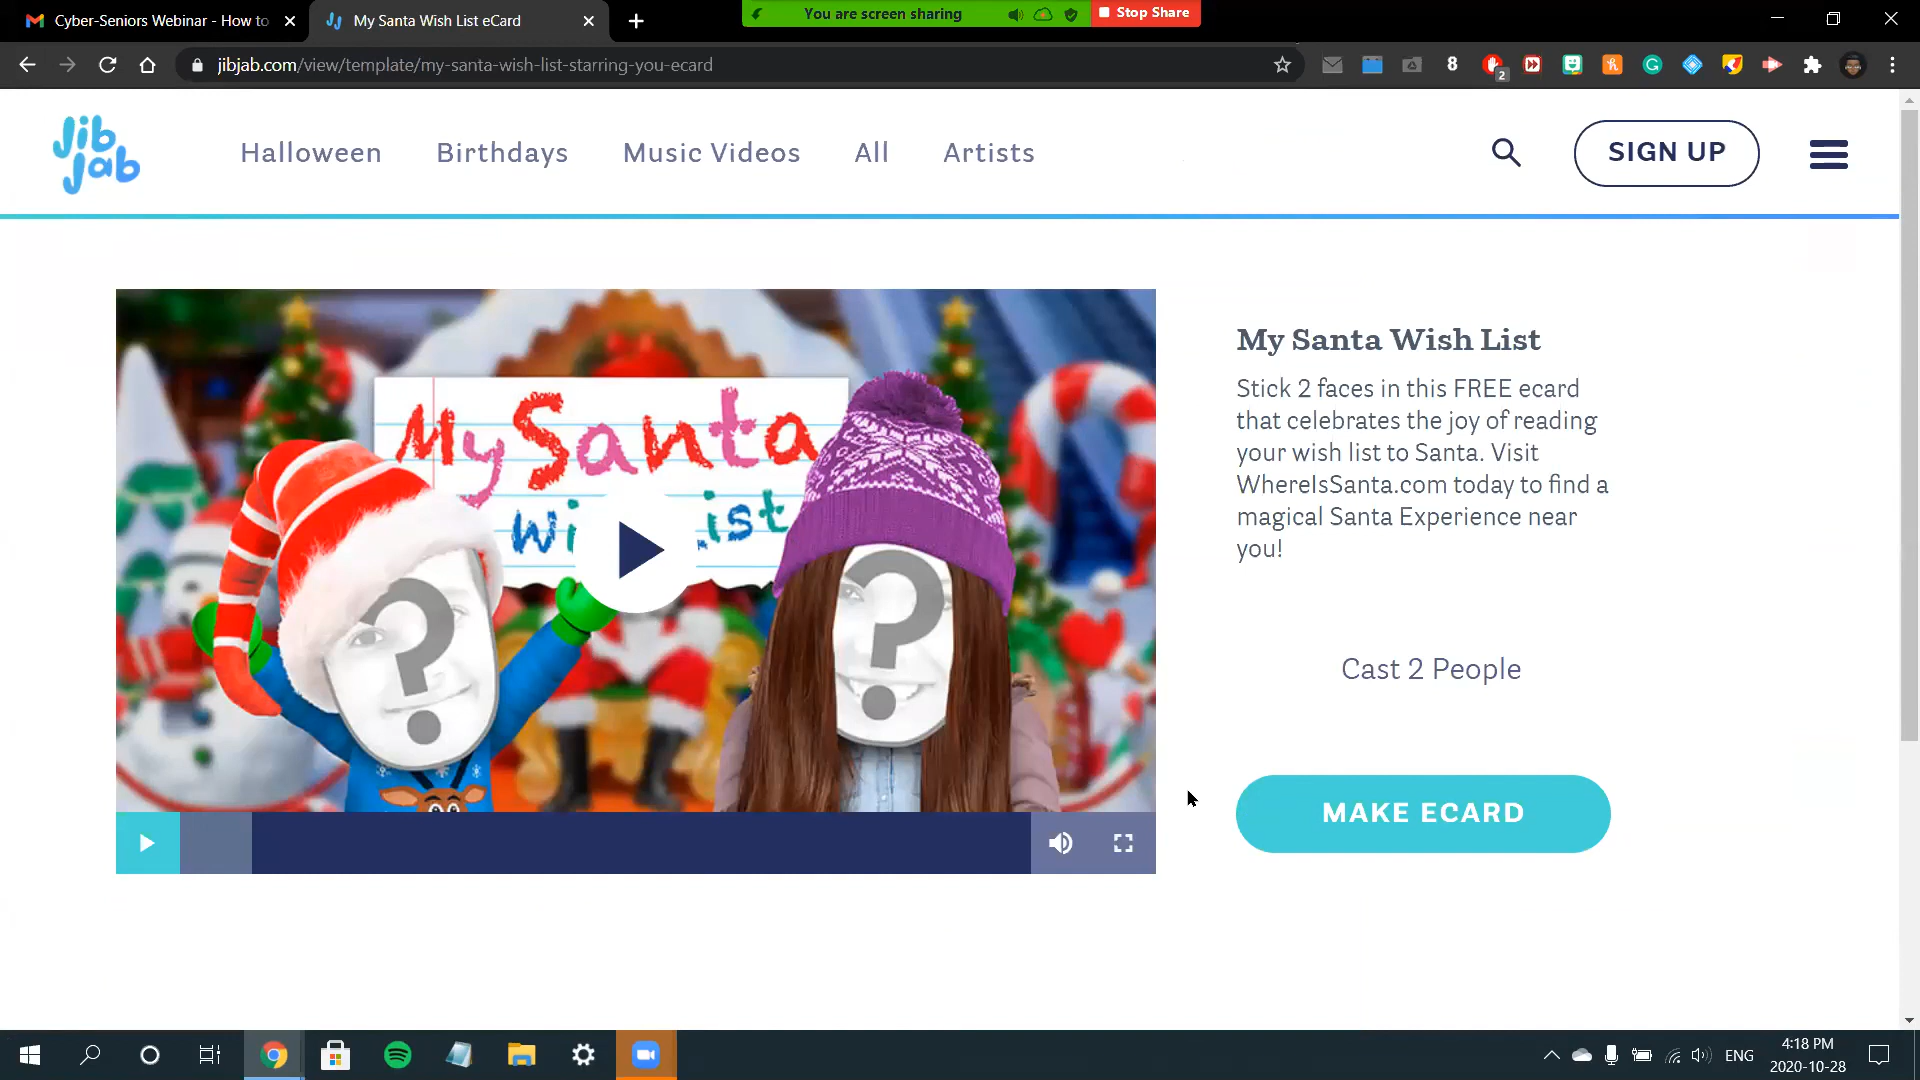 Cyber-Seniors Webinar - How to
My Santa Wish List eCard
You are screen sharing
Stop Share
jibjab.com/view/template/my-santa-wish-list-starring-you-ecard
8
2
Jib
Jab
Halloween
Birthdays
Music Videos
All
Artists
SIGN UP
My Santa
Wi
ist
?
?
My Santa Wish List
Stick 2 faces in this FREE ecard
that celebrates the joy of reading
your wish list to Santa. Visit
WhereIsSanta.com today to find a
magical Santa Experience near
you!
Cast 2 People
MAKE ECARD
ENG
4:18 PM
2020-10-28